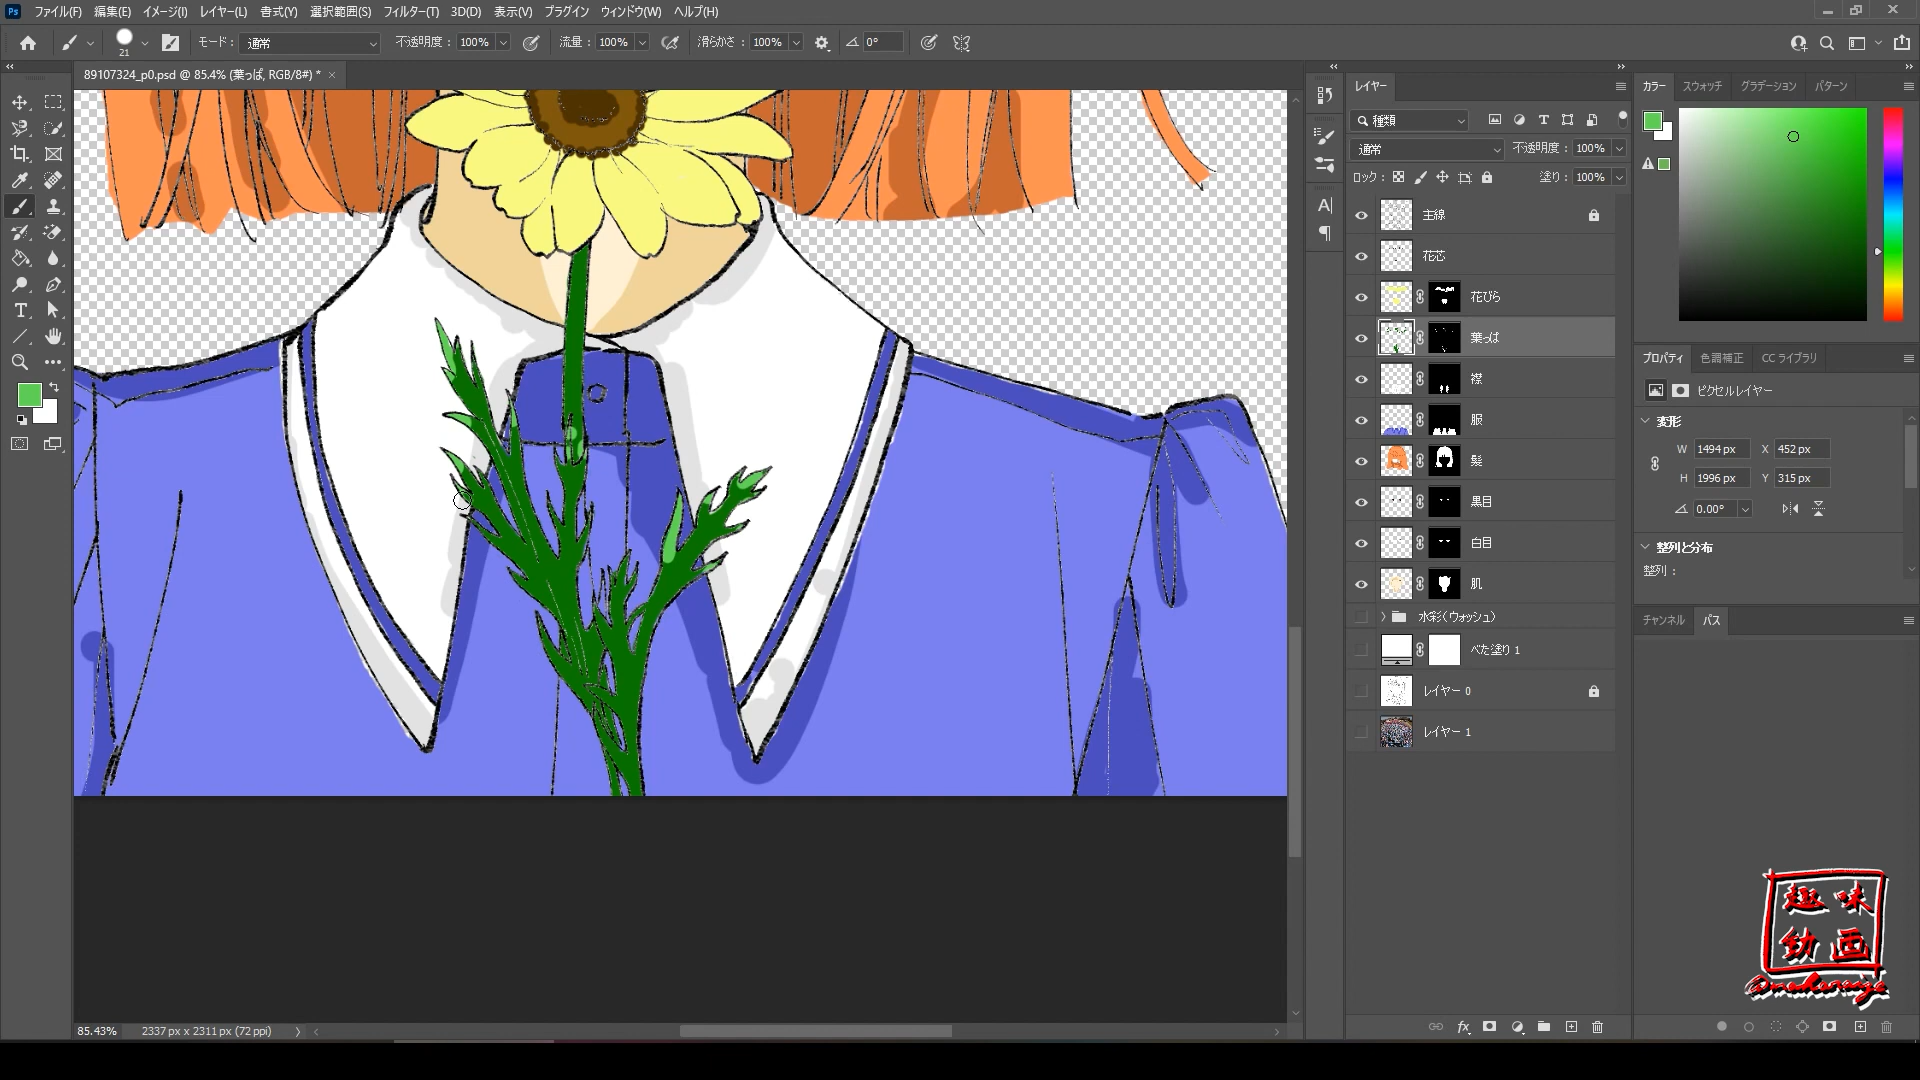 Ps ファイル(F) 編集(E) イメージ(I) レイヤー(L) 書式(Y) 選択範囲(S) フィルター(T) 3D(D) 表示(V) プラグイン ウィンドウ(W) ヘルプ(H)
21 モード: 通常 不透明度: 100% 流量: 100% 滑らかさ: 100% 0°
89107324_p0.psd @ 85.4% (葉っぱ, RGB/8#) * ×
レイヤー
種類
通常 不透明度: 100%
ロック: 塗り: 100%
主線
花芯
花びら
葉っぱ
襟
服
髪
黒目
白目
肌
水彩(ウォッシュ)
べた塗り 1
レイヤー 0
レイヤー 1
fx
カラー スウォッチ グラデーション パターン
プロパティ 色調補正 CC ライブラリ
ピクセルレイヤー
変形
W 1494 px X 452 px
H 1996 px Y 315 px
0.00°
整列と分布
整列:
チャンネル パス
趣味
動画
85.43% 2337 px x 2311 px (72 ppi)